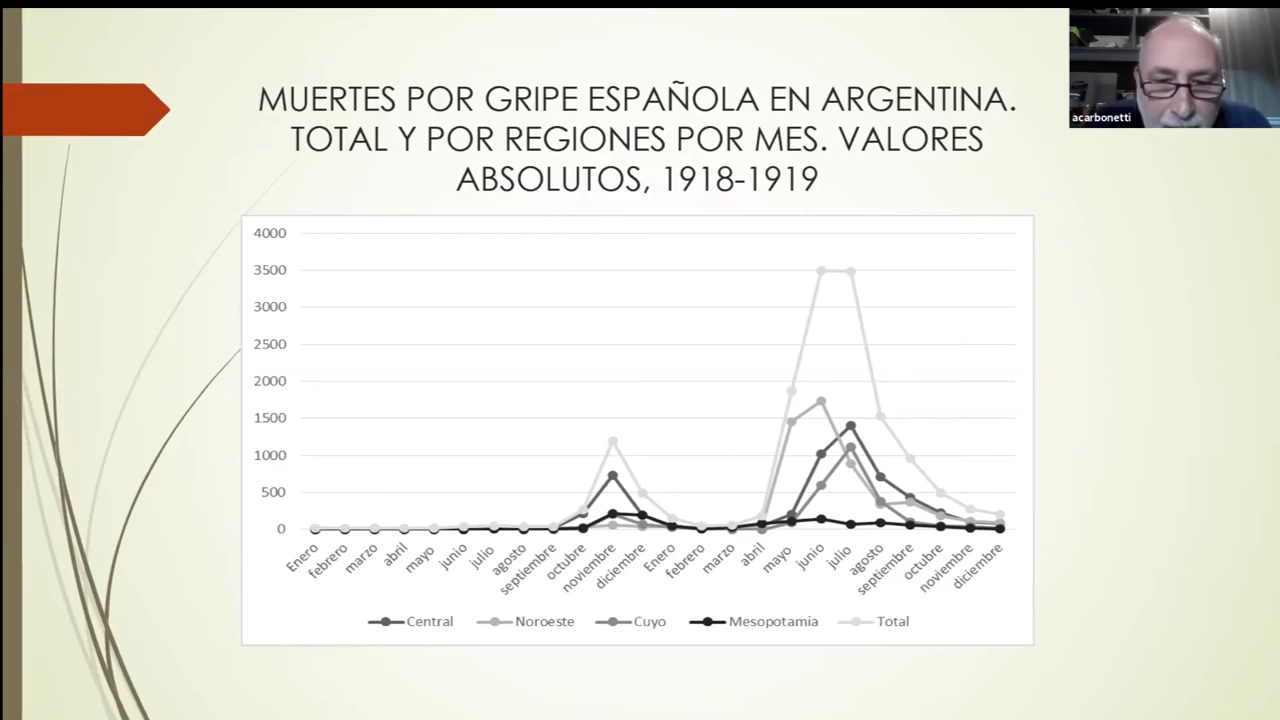 MUERTES POR GRIPE ESPAÑOLA EN ARGENTINA.
TOTAL Y POR REGIONES POR MES. VALORES
ABSOLUTOS, 1918-1919
acarbonetti
4000
3500
3000
2500
2000
1500
1000
500
0
Enero
febrero
marzo
abril
mayo
junio
julio
agosto
septiembre
octubre
noviembre
diciembre
Enero
febrero
marzo
abril
mayo
junio
julio
agosto
septiembre
octubre
noviembre
diciembre
Central Noroeste Cuyo Mesopotamia Total